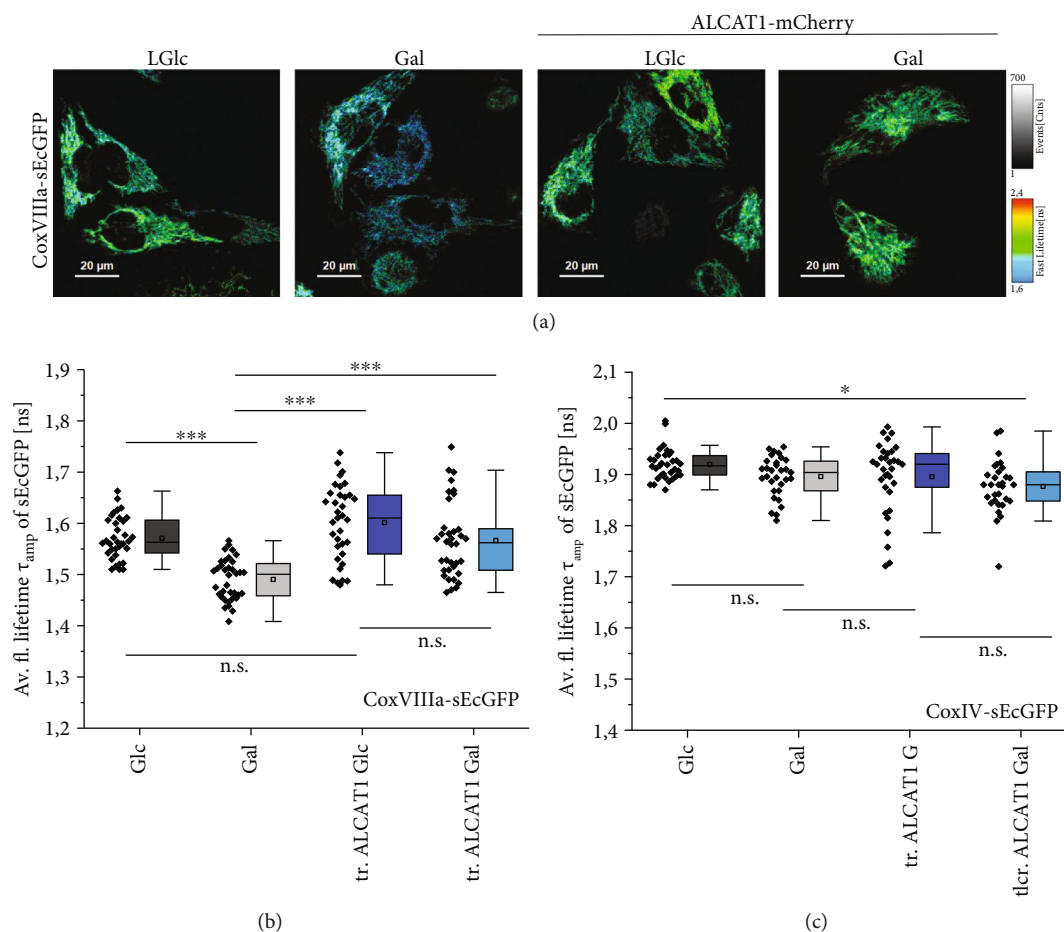 ALCAT1-mCherry
LGlc
Gal
LGlc
Gal
CoxVIIIa-sEcGFP
20 μm
20 μm
20 μm
20 μm
700
Events[Cnts]
1
2,4
Fast Lifetime[ns]
1,6
(a)
Av. fl. lifetime τamp of sEcGFP [ns]
1,9
1,8
1,7
1,6
1,5
1,4
1,3
1,2
***
***
***
n.s.
n.s.
CoxVIIIa-sEcGFP
Glc
Gal
tr. ALCAT1 Glc
tr. ALCAT1 Gal
(b)
Av. fl. lifetime τamp of sEcGFP [ns]
2,1
2,0
1,9
1,8
1,7
1,6
1,5
1,4
*
n.s.
n.s.
n.s.
CoxIV-sEcGFP
Glc
Gal
tr. ALCAT1 G
tlcr. ALCAT1 Gal
(c)